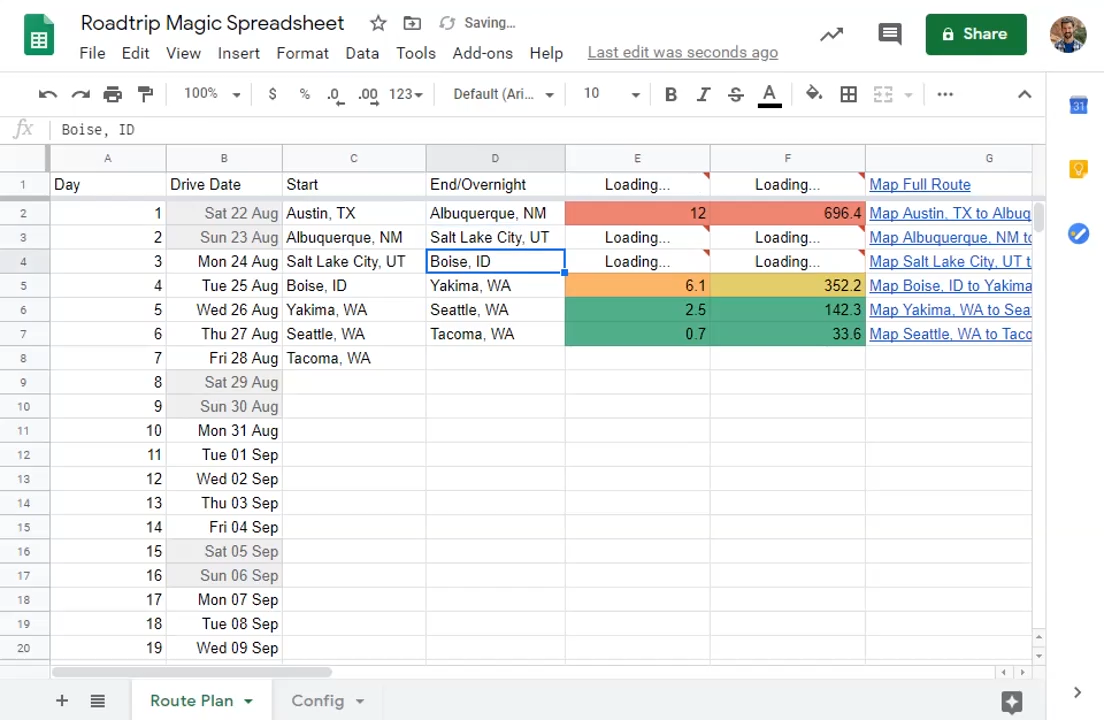 Roadtrip Magic Spreadsheet Saving...
File Edit View Insert Format Data Tools Add-ons Help Last edit was seconds ago
Share
100% $ % .0 .00 123 Default (Ari... 10 B I S A ...
31
fx Boise, ID
A B C D E F G
1 Day Drive Date Start End/Overnight Loading... Loading... Map Full Route
2 1 Sat 22 Aug Austin, TX Albuquerque, NM 12 696.4 Map Austin, TX to Albuq
3 2 Sun 23 Aug Albuquerque, NM Salt Lake City, UT Loading... Loading... Map Albuquerque, NM to
4 3 Mon 24 Aug Salt Lake City, UT Boise, ID Loading... Loading... Map Salt Lake City, UT t
5 4 Tue 25 Aug Boise, ID Yakima, WA 6.1 352.2 Map Boise, ID to Yakima
6 5 Wed 26 Aug Yakima, WA Seattle, WA 2.5 142.3 Map Yakima, WA to Sea
7 6 Thu 27 Aug Seattle, WA Tacoma, WA 0.7 33.6 Map Seattle, WA to Taco
8 7 Fri 28 Aug Tacoma, WA
9 8 Sat 29 Aug
10 9 Sun 30 Aug
11 10 Mon 31 Aug
12 11 Tue 01 Sep
13 12 Wed 02 Sep
14 13 Thu 03 Sep
15 14 Fri 04 Sep
16 15 Sat 05 Sep
17 16 Sun 06 Sep
18 17 Mon 07 Sep
19 18 Tue 08 Sep
20 19 Wed 09 Sep
Route Plan Config